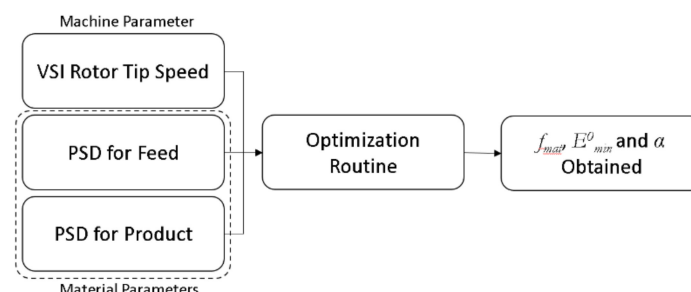 Machine Parameter
VSI Rotor Tip Speed
PSD for Feed
PSD for Product
Material Parameters
Optimization
Routine
f_mat, E^0_min and α
Obtained